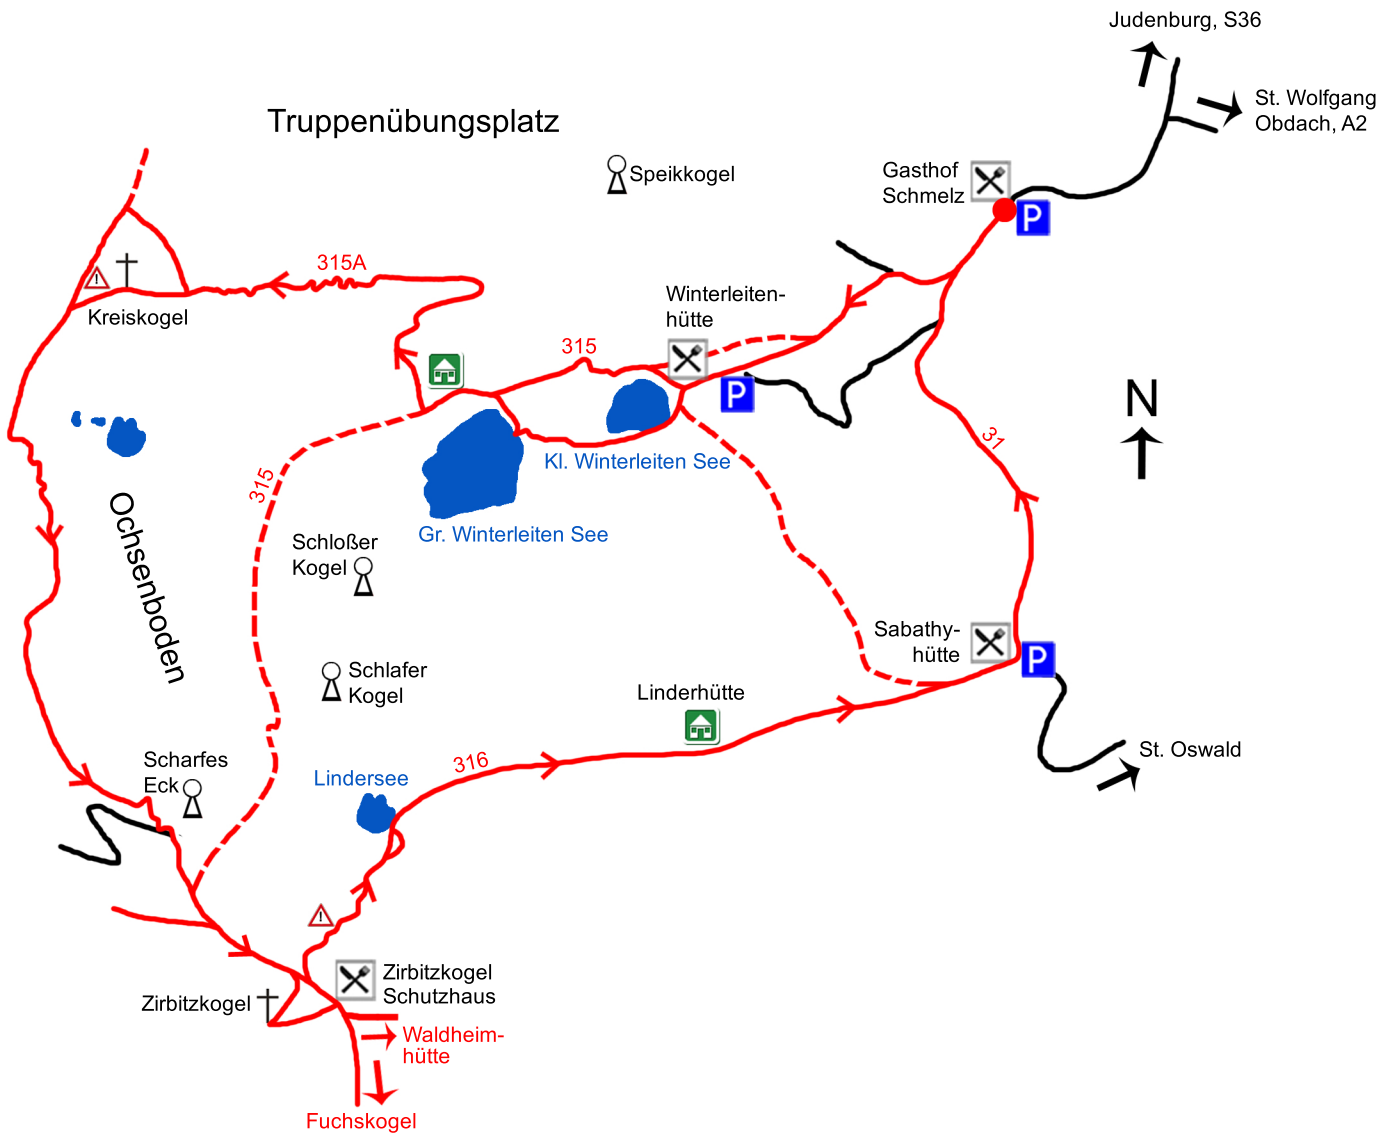 Judenburg, S36
St. Wolfgang
Obdach, A2
Truppenübungsplatz
Speikkogel
Gasthof
Schmelz
P
315A
!
Kreiskogel
Winterleiten-
hütte
315
P
N
Kl. Winterleiten See
31
315
Gr. Winterleiten See
Ochsenboden
Schloßer
Kogel
Sabathy-
hütte
P
Schlafer
Kogel
Linderhütte
St. Oswald
Scharfes
Eck
316
Lindersee
!
Zirbitzkogel
Schutzhaus
Zirbitzkogel
Waldheim-
hütte
Fuchskogel